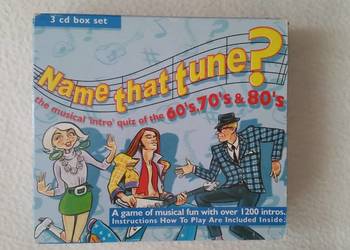 3 cd box set
Name that tune?
the musical 'intro' quiz of the 60's, 70's & 80's
A game of musical fun with over 1200 intros.
Instructions How To Play Are Included Inside.